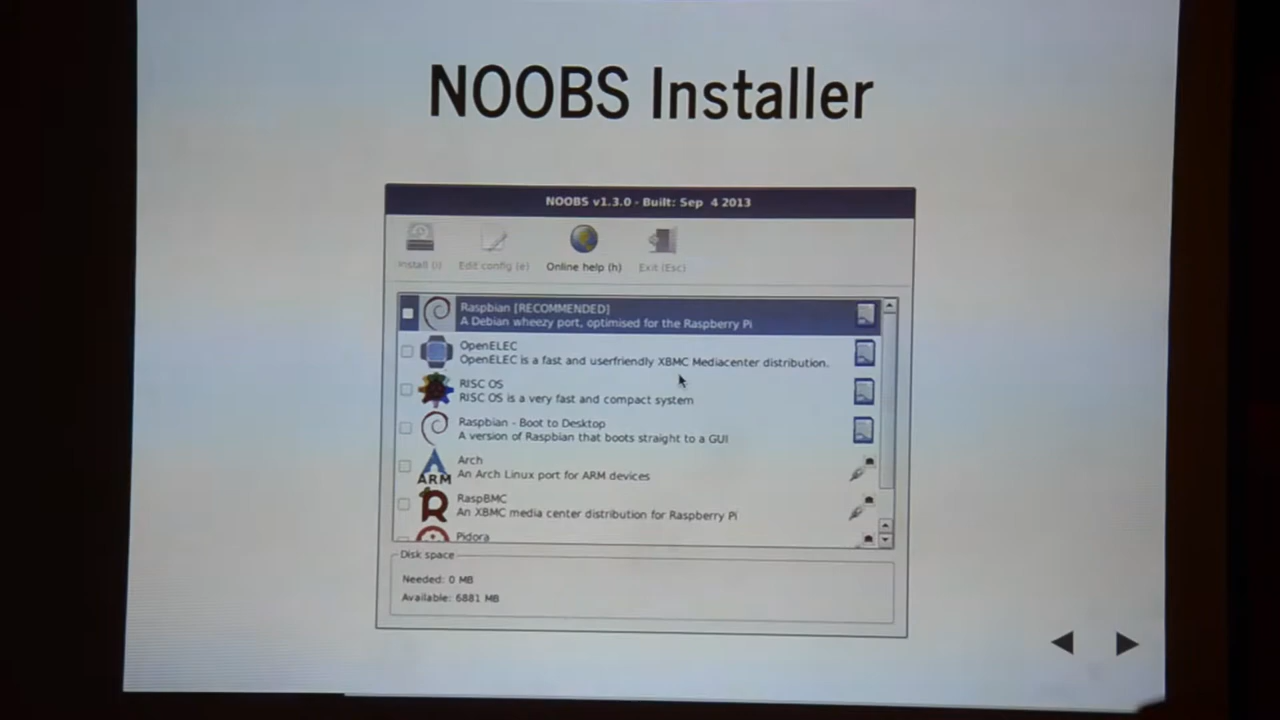 NOOBS Installer
NOOBS v1.3.0 - Built: Sep 4 2013
Install (i)
Edit config (e)
Online help (h)
Exit (Esc)
Raspbian [RECOMMENDED]
A Debian wheezy port, optimised for the Raspberry Pi
OpenELEC
OpenELEC is a fast and userfriendly XBMC Mediacenter distribution.
RISC OS
RISC OS is a very fast and compact system
Raspbian - Boot to Desktop
A version of Raspbian that boots straight to a GUI
Arch
An Arch Linux port for ARM devices
ARM
RaspBMC
An XBMC media center distribution for Raspberry Pi
Pidora
Disk space
Needed: 0 MB
Available: 6881 MB